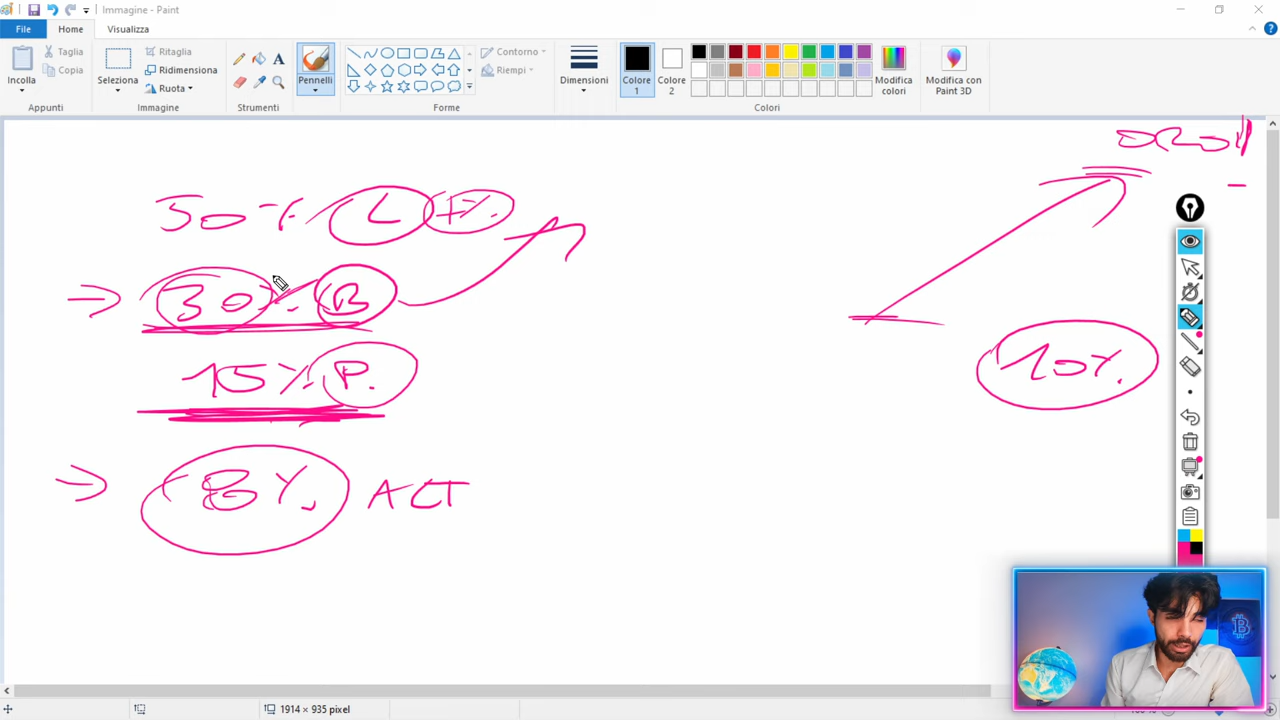 Immagine - Paint
File Home Visualizza
Incolla
Taglia
Copia
Appunti
Seleziona
Ritaglia
Ridimensiona
Ruota
Immagine
Strumenti
Pennelli
Forme
Contorno
Riempi
Dimensioni
Colore 1
Colore 2
Colori
Modifica colori
Modifica con Paint 3D
50% L 7%
30% B
15% P.
8% ACT
10%
1914 × 935 pixel